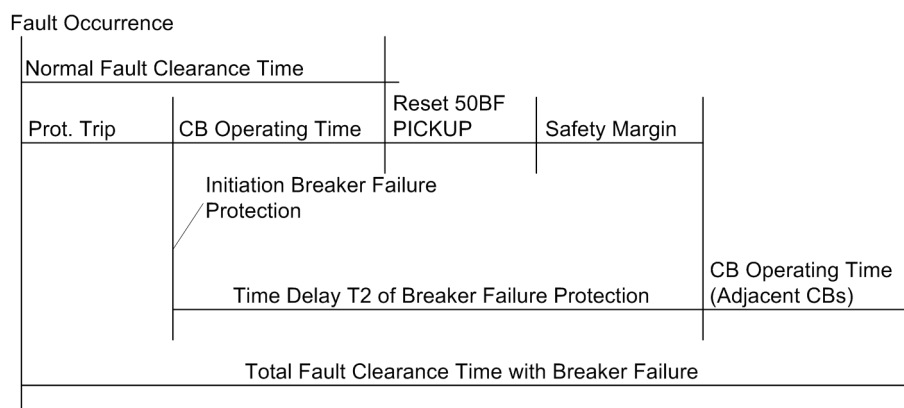 Fault Occurrence
Normal Fault Clearance Time
Prot. Trip
CB Operating Time
Reset 50BF
PICKUP
Safety Margin
Initiation Breaker Failure
Protection
Time Delay T2 of Breaker Failure Protection
CB Operating Time
(Adjacent CBs)
Total Fault Clearance Time with Breaker Failure